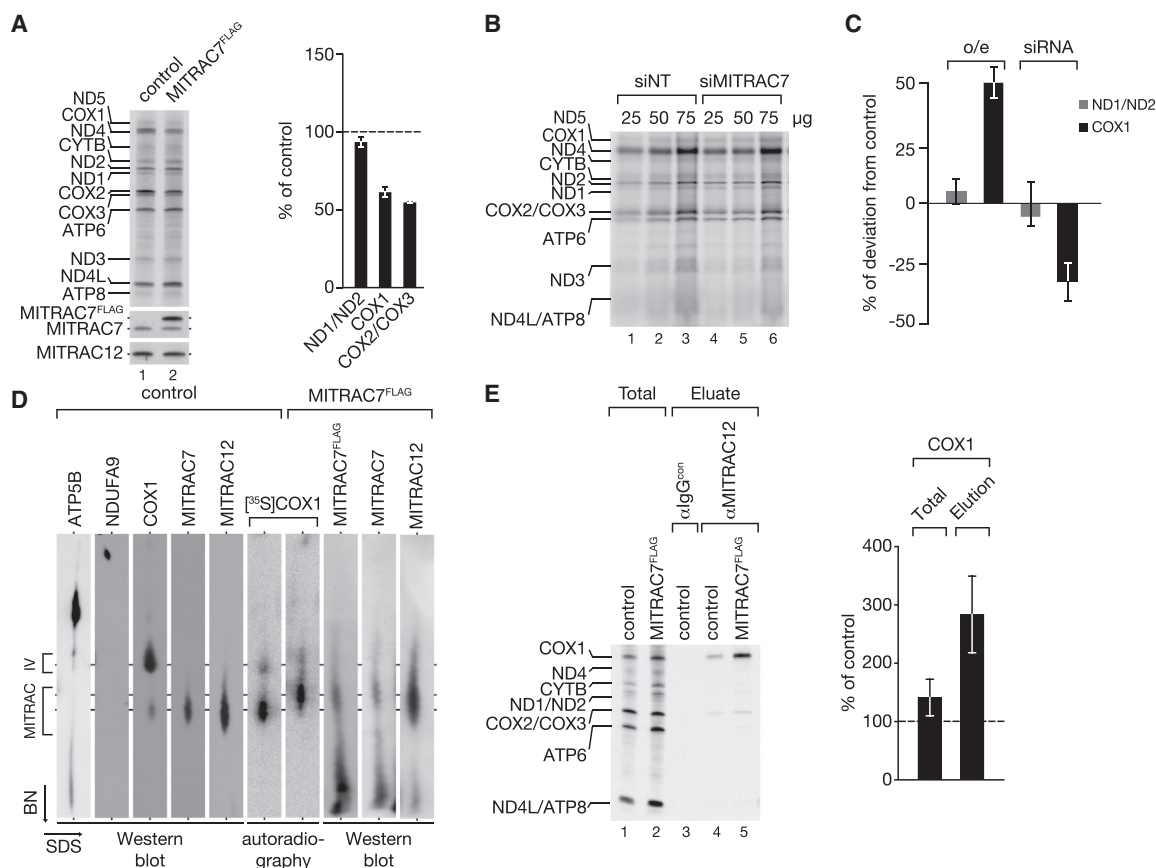 A
control
MITRAC7FLAG
ND5
COX1
ND4
CYTB
ND2
ND1
COX2
COX3
ATP6
ND3
ND4L
ATP8
MITRAC7FLAG
MITRAC7
MITRAC12
1 2
150
100
50
0
% of control
ND1/ND2
COX1
COX2/COX3
B
siNT siMITRAC7
25 50 75 25 50 75 µg
ND5
COX1
ND4
CYTB
ND2
ND1
COX2/COX3
ATP6
ND3
ND4L/ATP8
1 2 3 4 5 6
C
o/e siRNA
50
25
0
-25
-50
% of deviation from control
ND1/ND2
COX1
D
control MITRAC7FLAG
ATP5B
NDUFA9
COX1
MITRAC7
MITRAC12
[35S]COX1
MITRAC7FLAG
MITRAC7
MITRAC12
IV
MITRAC
BN
SDS
Western
blot
autoradio-
graphy
Western
blot
E
Total Eluate
αIgGcon
αMITRAC12
control
MITRAC7FLAG
control
control
MITRAC7FLAG
COX1
ND4
CYTB
ND1/ND2
COX2/COX3
ATP6
ND4L/ATP8
1 2 3 4 5
COX1
Total
Elution
400
300
200
100
0
% of control